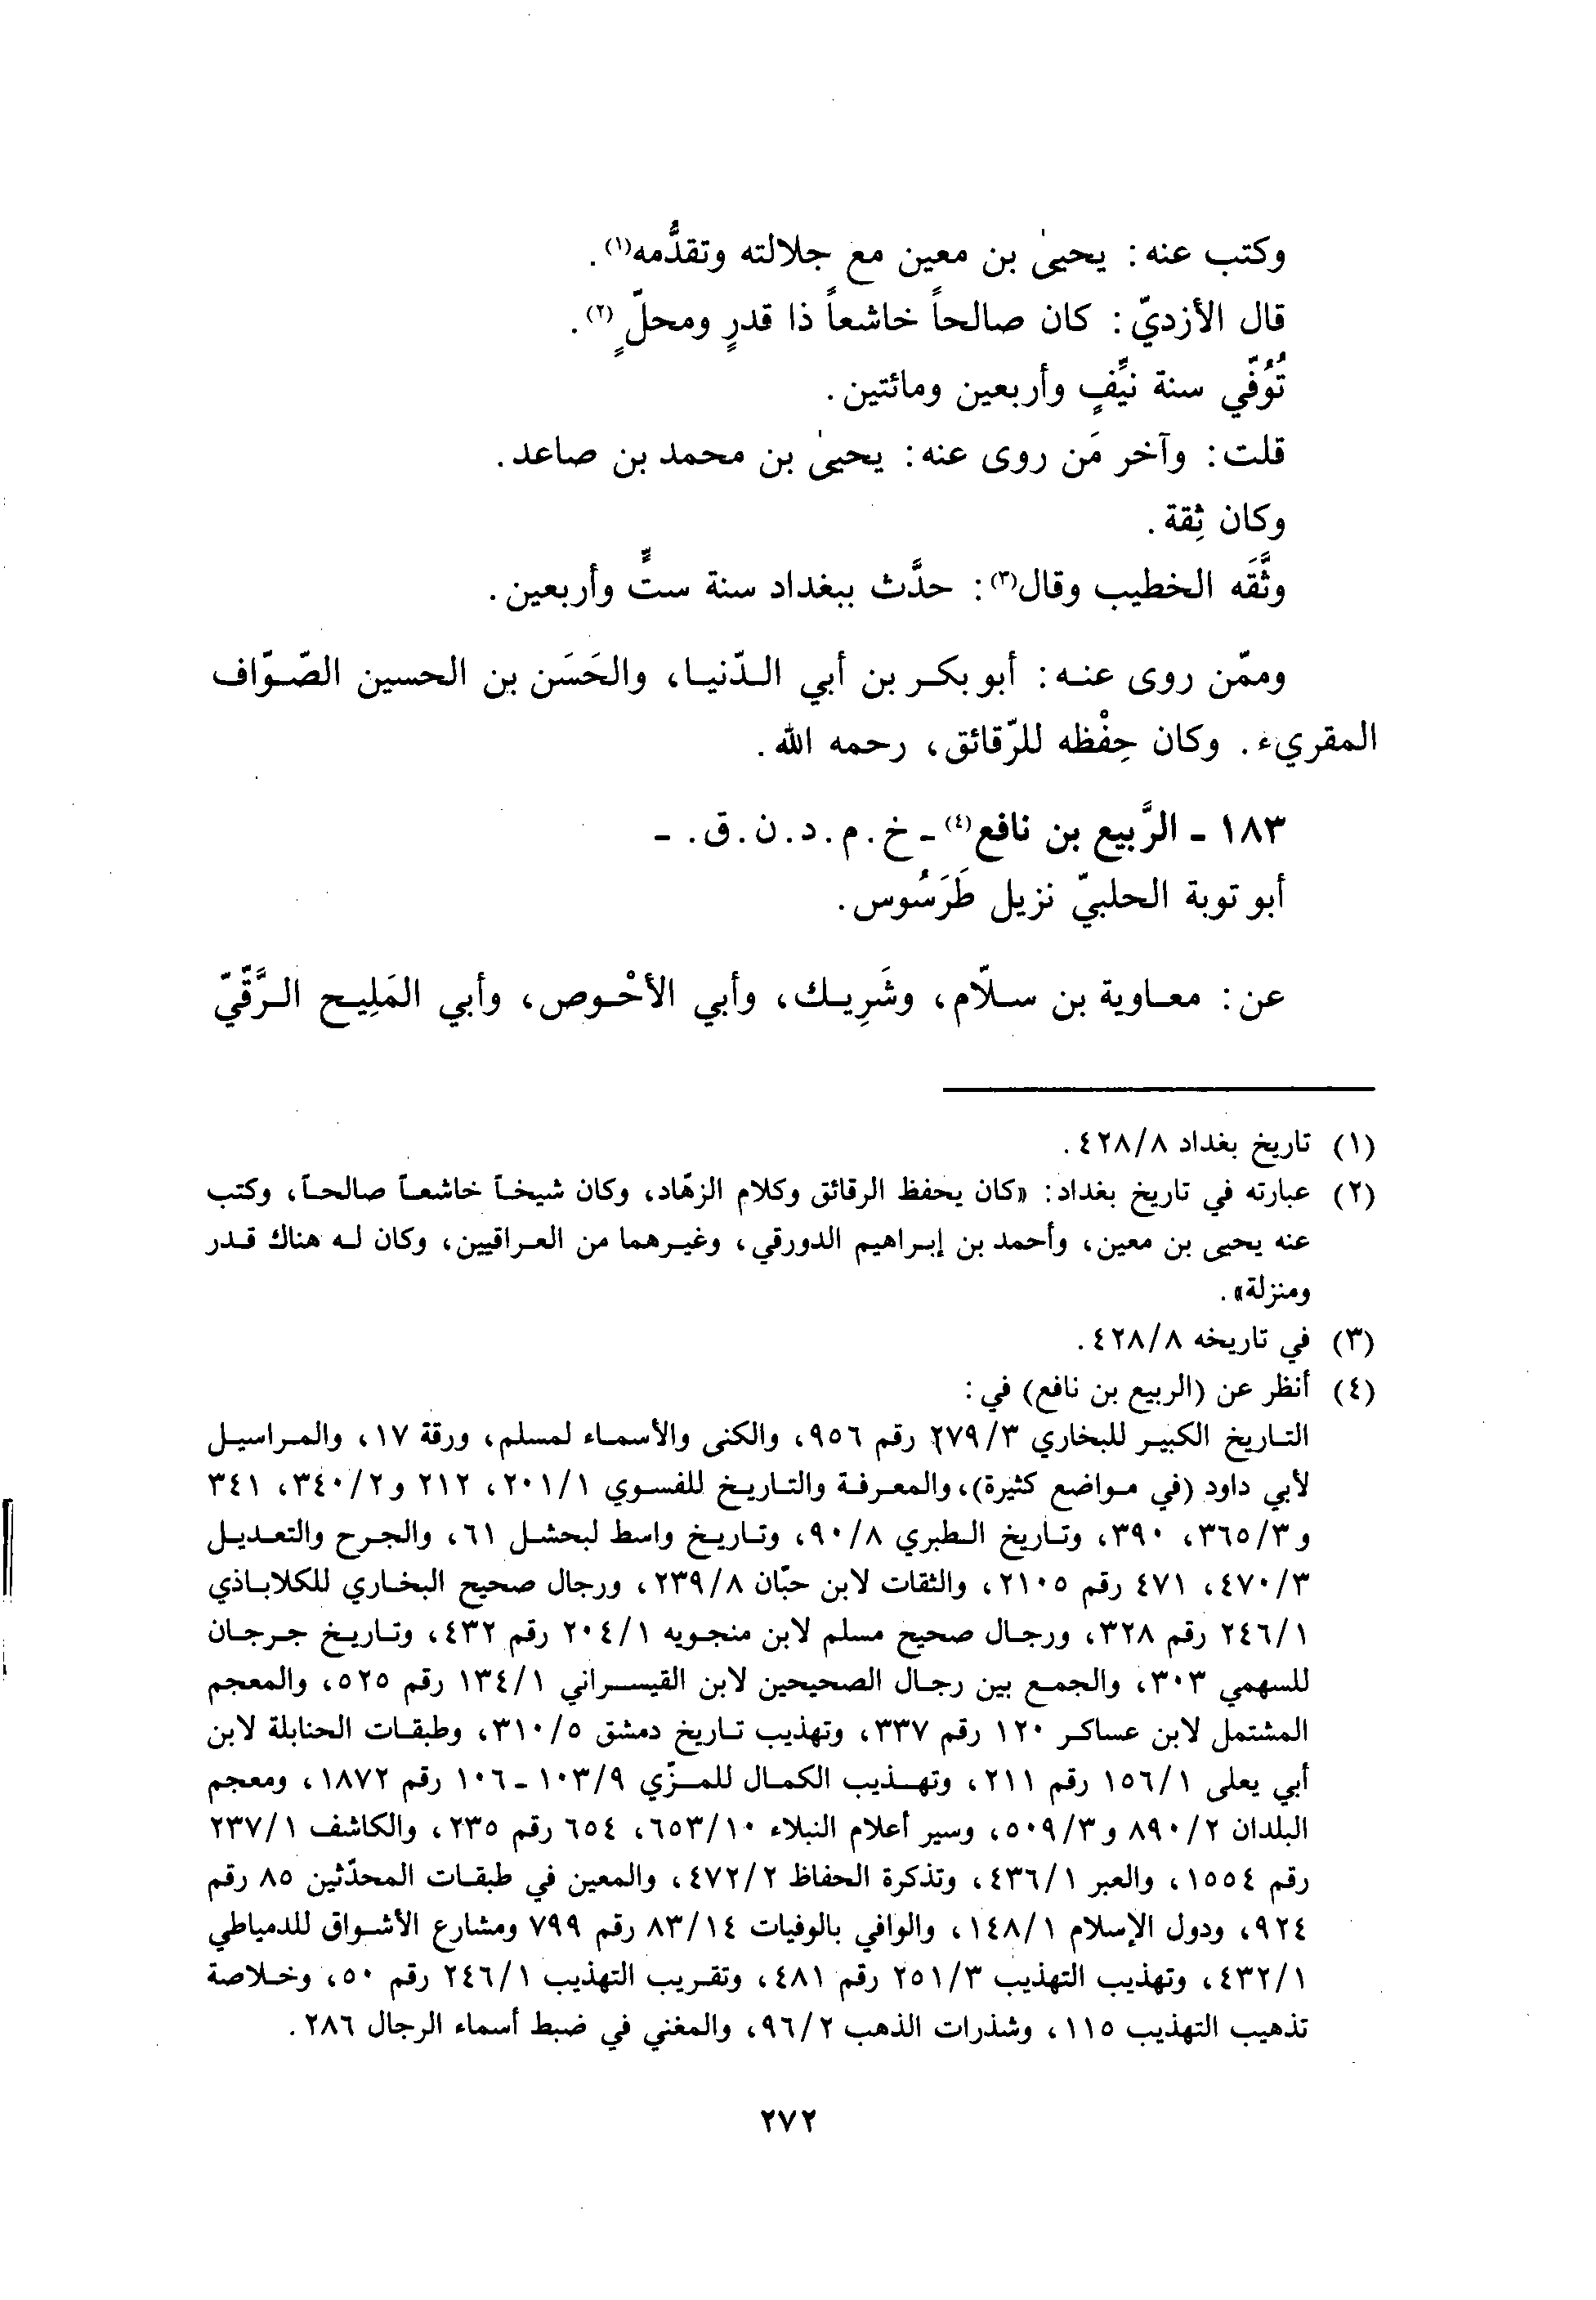 وكتب عنه: يحيىٰ بن معين مع جلالته وتقدُّمه(١).
قال الأزديّ: كان صالحاً خاشعاً ذا قدرٍ ومحلٍّ(٢).
تُوُفّي سنة نيِّفٍ وأربعين ومائتين.
قلت: وآخر مَن روى عنه: يحيىٰ بن محمد بن صاعد.
وكان ثِقة.
وثَّقَه الخطيب وقال(٣): حدَّث ببغداد سنة ستٍّ وأربعين.
وممّن روى عنه: أبو بكر بن أبي الدّنيا، والحَسَن بن الحسين الصّوّاف
المقريء. وكان حِفْظه للرّقائق، رحمه الله.
١٨٣ - الرَّبيع بن نافع(٤) - خ. م. د. ن. ق. -
أبو توبة الحلبيّ نزيل طَرَسُوس.
عن: معاوية بن سلّام، وشَرِيك، وأبي الأحْوص، وأبي المَلِيح الرَّقّيّ
(١) تاريخ بغداد ٤٢٨/٨.
(٢) عبارته في تاريخ بغداد: «كان يحفظ الرقائق وكلام الزهّاد، وكان شيخاً خاشعاً صالحاً، وكتب
عنه يحيى بن معين، وأحمد بن إبراهيم الدورقي، وغيرهما من العراقيين، وكان له هناك قدر
ومنزلة».
(٣) في تاريخه ٤٢٨/٨.
(٤) أنظر عن (الربيع بن نافع) في:
التاريخ الكبير للبخاري ٢٧٩/٣ رقم ٩٥٦، والكنى والأسماء لمسلم، ورقة ١٧، والمراسيل
لأبي داود (في مواضع كثيرة)، والمعرفة والتاريخ للفسوي ٢٠١/١، ٢١٢ و٣٤٠/٢، ٣٤١
و٣٦٥/٣، ٣٩٠، وتاريخ الطبري ٩٠/٨، وتاريخ واسط لبحشل ٦١، والجرح والتعديل
٤٧٠/٣، ٤٧١ رقم ٢١٠٥، والثقات لابن حبّان ٢٣٩/٨، ورجال صحيح البخاري للكلاباذي
٢٤٦/١ رقم ٣٢٨، ورجال صحيح مسلم لابن منجويه ٢٠٤/١ رقم ٤٣٢، وتاريخ جرجان
للسهمي ٣٠٣، والجمع بين رجال الصحيحين لابن القيسراني ١٣٤/١ رقم ٥٢٥، والمعجم
المشتمل لابن عساكر ١٢٠ رقم ٣٣٧، وتهذيب تاريخ دمشق ٣١٠/٥، وطبقات الحنابلة لابن
أبي يعلى ١٥٦/١ رقم ٢١١، وتهذيب الكمال للمزّي ١٠٣/٩ - ١٠٦ رقم ١٨٧٢، ومعجم
البلدان ٨٩٠/٢ و٥٠٩/٣، وسير أعلام النبلاء ٦٥٣/١٠، ٦٥٤ رقم ٢٣٥، والكاشف ٢٣٧/١
رقم ١٥٥٤، والعبر ٤٣٦/١، وتذكرة الحفاظ ٤٧٢/٢، والمعين في طبقات المحدّثين ٨٥ رقم
٩٢٤، ودول الإسلام ١٤٨/١، والوافي بالوفيات ٨٣/١٤ رقم ٧٩٩ ومشارع الأشواق للدمياطي
٤٣٢/١، وتهذيب التهذيب ٢٥١/٣ رقم ٤٨١، وتقريب التهذيب ٢٤٦/١ رقم ٥٠، وخلاصة
تذهيب التهذيب ١١٥، وشذرات الذهب ٩٦/٢، والمغني في ضبط أسماء الرجال ٢٨٦.
٢٧٢